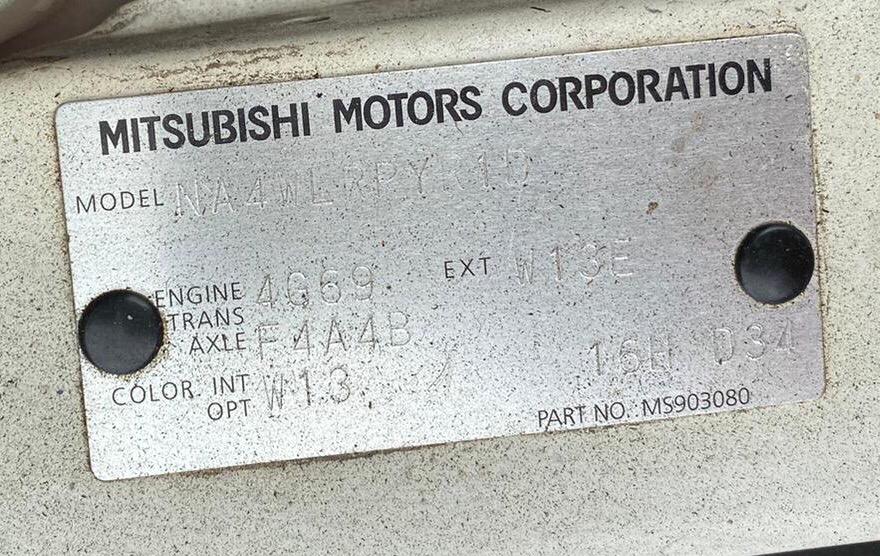 MITSUBISHI MOTORS CORPORATION
MODEL NA4WLRPYR1D
ENGINE 4G69 EXT W13E
TRANS AXLE F4A4B
COLOR. INT W13 16H D34
OPT
PART NO. MS903080